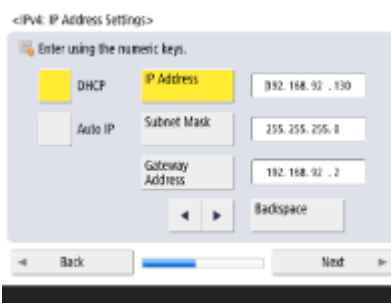 <IPv4: IP Address Settings>
Enter using the numeric keys.
DHCP
IP Address
192. 168. 92 . 130
Auto IP
Subnet Mask
255. 255. 255. 0
Gateway
Address
192. 168. 92 . 2
◀ ▶
Backspace
◀ Back
Next ▶